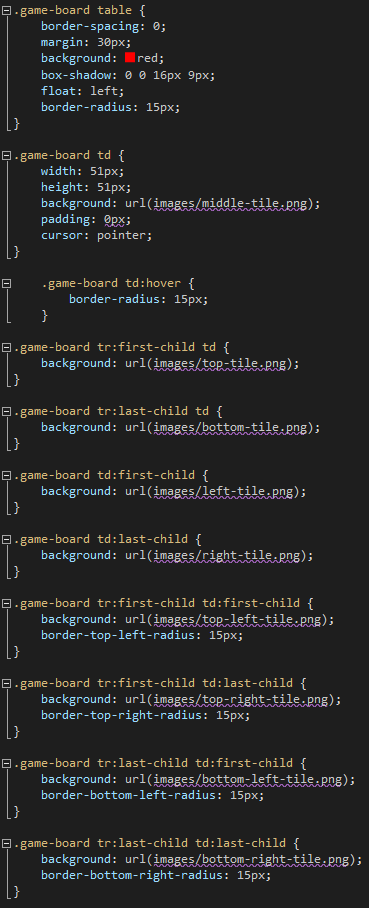 .game-board table {
border-spacing: 0;
margin: 30px;
background: red;
box-shadow: 0 0 16px 9px;
float: left;
border-radius: 15px;
}
.game-board td {
width: 51px;
height: 51px;
background: url(images/middle-tile.png);
padding: 0px;
cursor: pointer;
}
.game-board td:hover {
border-radius: 15px;
}
.game-board tr:first-child td {
background: url(images/top-tile.png);
}
.game-board tr:last-child td {
background: url(images/bottom-tile.png);
}
.game-board td:first-child {
background: url(images/left-tile.png);
}
.game-board td:last-child {
background: url(images/right-tile.png);
}
.game-board tr:first-child td:first-child {
background: url(images/top-left-tile.png);
border-top-left-radius: 15px;
}
.game-board tr:first-child td:last-child {
background: url(images/top-right-tile.png);
border-top-right-radius: 15px;
}
.game-board tr:last-child td:first-child {
background: url(images/bottom-left-tile.png);
border-bottom-left-radius: 15px;
}
.game-board tr:last-child td:last-child {
background: url(images/bottom-right-tile.png);
border-bottom-right-radius: 15px;
}